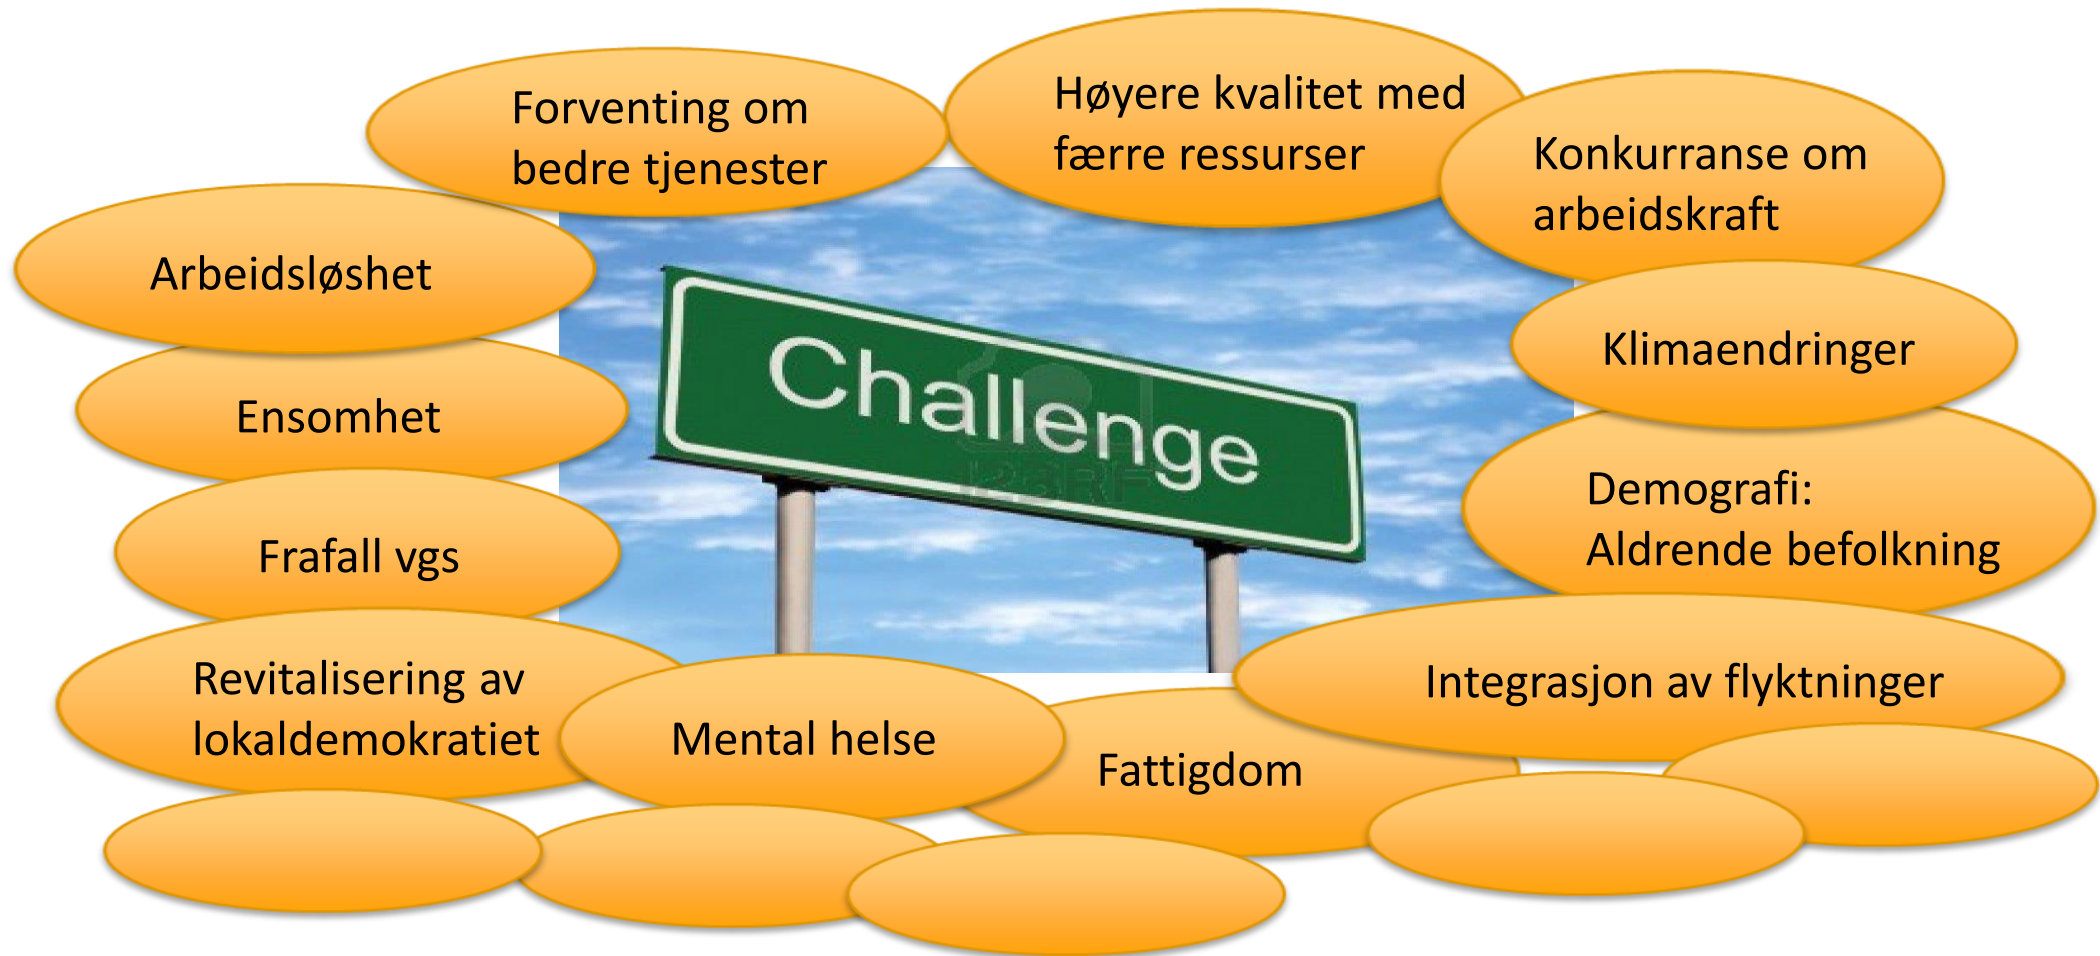 Forventing om
bedre tjenester
Høyere kvalitet med
færre ressurser
Konkurranse om
arbeidskraft
Arbeidsløshet
Klimaendringer
Ensomhet
Challenge
123RF
Demografi:
Aldrende befolkning
Frafall vgs
Revitalisering av
lokaldemokratiet
Mental helse
Fattigdom
Integrasjon av flyktninger